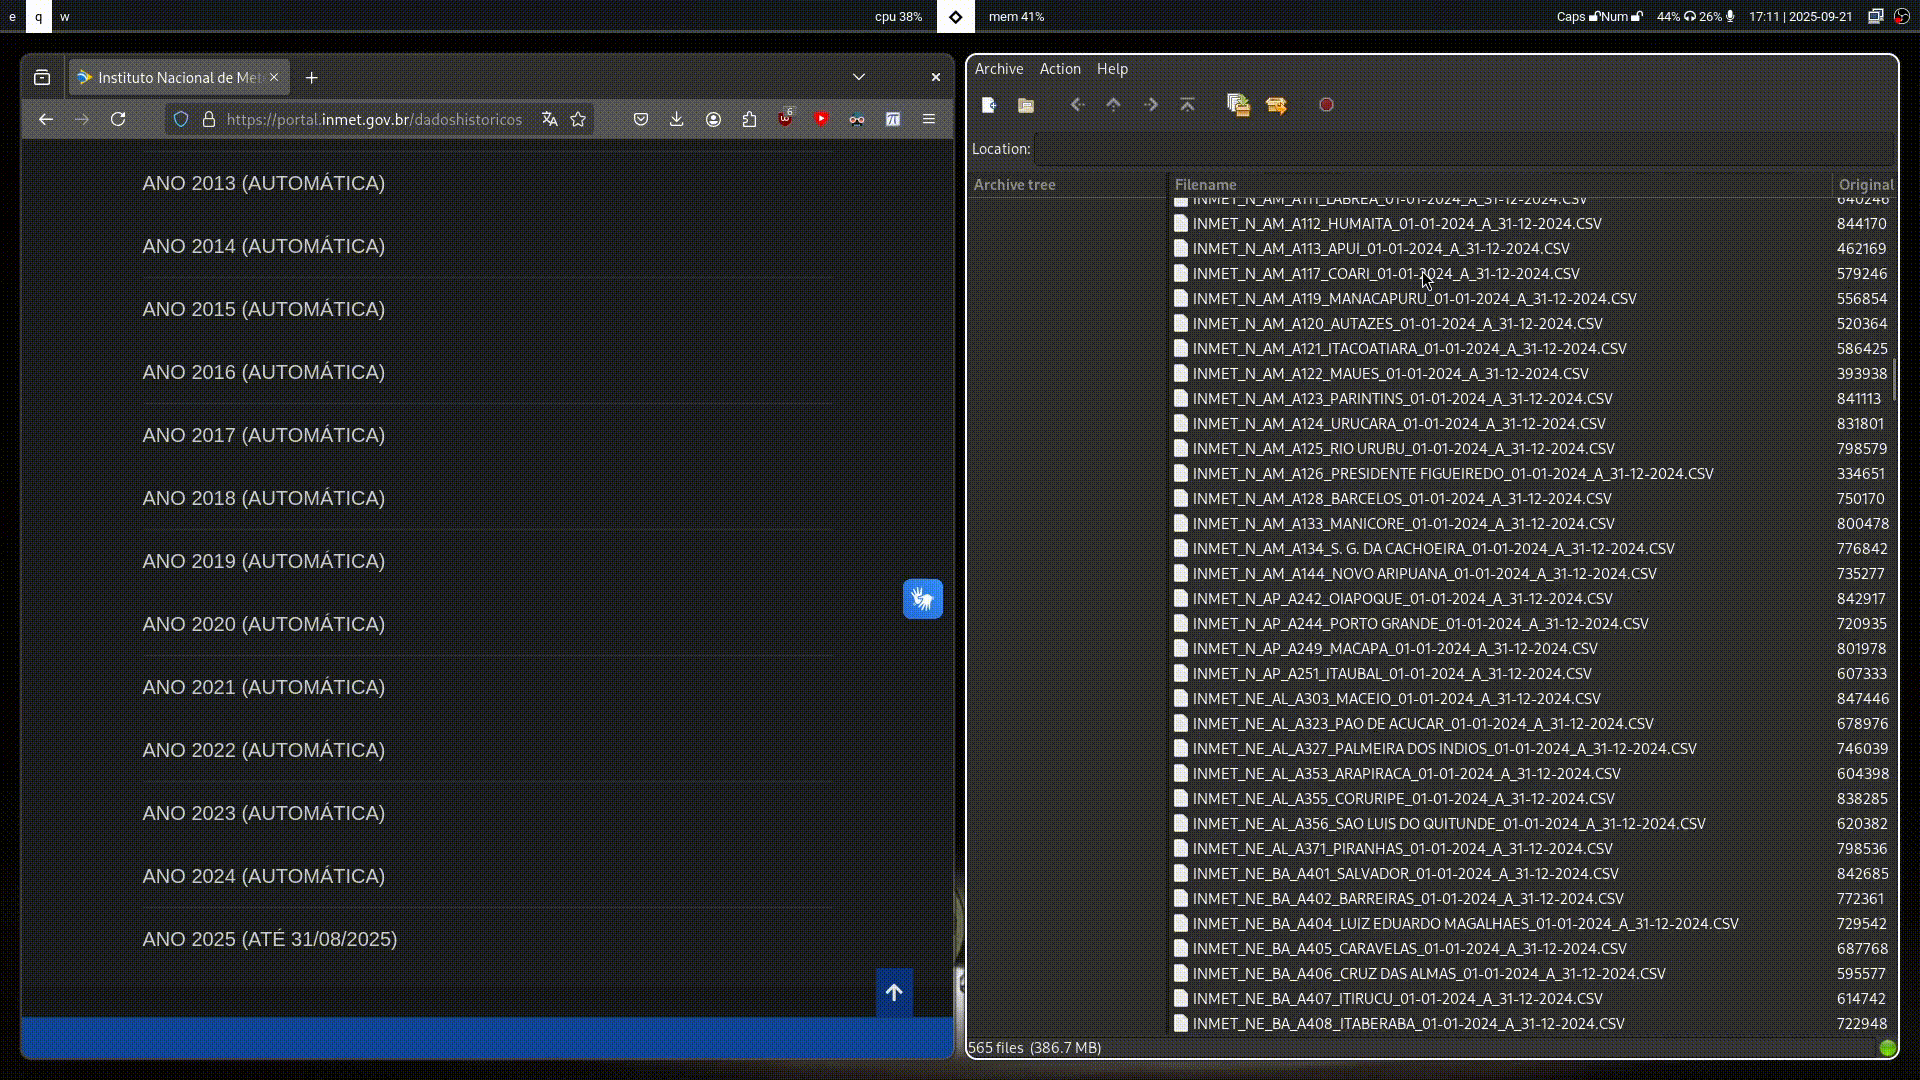 e q w
cpu 38%
mem 41%
Caps Num 44% 26% 17:11 | 2025-09-21
Instituto Nacional de Met
https://portal.inmet.gov.br/dadoshistoricos
6
ANO 2013 (AUTOMÁTICA)
ANO 2014 (AUTOMÁTICA)
ANO 2015 (AUTOMÁTICA)
ANO 2016 (AUTOMÁTICA)
ANO 2017 (AUTOMÁTICA)
ANO 2018 (AUTOMÁTICA)
ANO 2019 (AUTOMÁTICA)
ANO 2020 (AUTOMÁTICA)
ANO 2021 (AUTOMÁTICA)
ANO 2022 (AUTOMÁTICA)
ANO 2023 (AUTOMÁTICA)
ANO 2024 (AUTOMÁTICA)
ANO 2025 (ATÉ 31/08/2025)
Archive Action Help
Location:
Archive tree Filename Original
INMET_N_AM_A111_LABREA_01-01-2024_A_31-12-2024.CSV 640246
INMET_N_AM_A112_HUMAITA_01-01-2024_A_31-12-2024.CSV 844170
INMET_N_AM_A113_APUI_01-01-2024_A_31-12-2024.CSV 462169
INMET_N_AM_A117_COARI_01-01-2024_A_31-12-2024.CSV 579246
INMET_N_AM_A119_MANACAPURU_01-01-2024_A_31-12-2024.CSV 556854
INMET_N_AM_A120_AUTAZES_01-01-2024_A_31-12-2024.CSV 520364
INMET_N_AM_A121_ITACOATIARA_01-01-2024_A_31-12-2024.CSV 586425
INMET_N_AM_A122_MAUES_01-01-2024_A_31-12-2024.CSV 393938
INMET_N_AM_A123_PARINTINS_01-01-2024_A_31-12-2024.CSV 841113
INMET_N_AM_A124_URUCARA_01-01-2024_A_31-12-2024.CSV 831801
INMET_N_AM_A125_RIO URUBU_01-01-2024_A_31-12-2024.CSV 798579
INMET_N_AM_A126_PRESIDENTE FIGUEIREDO_01-01-2024_A_31-12-2024.CSV 334651
INMET_N_AM_A128_BARCELOS_01-01-2024_A_31-12-2024.CSV 750170
INMET_N_AM_A133_MANICORE_01-01-2024_A_31-12-2024.CSV 800478
INMET_N_AM_A134_S. G. DA CACHOEIRA_01-01-2024_A_31-12-2024.CSV 776842
INMET_N_AM_A144_NOVO ARIPUANA_01-01-2024_A_31-12-2024.CSV 735277
INMET_N_AP_A242_OIAPOQUE_01-01-2024_A_31-12-2024.CSV 842917
INMET_N_AP_A244_PORTO GRANDE_01-01-2024_A_31-12-2024.CSV 720935
INMET_N_AP_A249_MACAPA_01-01-2024_A_31-12-2024.CSV 801978
INMET_N_AP_A251_ITAUBAL_01-01-2024_A_31-12-2024.CSV 607333
INMET_NE_AL_A303_MACEIO_01-01-2024_A_31-12-2024.CSV 847446
INMET_NE_AL_A323_PAO DE ACUCAR_01-01-2024_A_31-12-2024.CSV 678976
INMET_NE_AL_A327_PALMEIRA DOS INDIOS_01-01-2024_A_31-12-2024.CSV 746039
INMET_NE_AL_A353_ARAPIRACA_01-01-2024_A_31-12-2024.CSV 604398
INMET_NE_AL_A355_CORURIPE_01-01-2024_A_31-12-2024.CSV 838285
INMET_NE_AL_A356_SAO LUIS DO QUITUNDE_01-01-2024_A_31-12-2024.CSV 620382
INMET_NE_AL_A371_PIRANHAS_01-01-2024_A_31-12-2024.CSV 798536
INMET_NE_BA_A401_SALVADOR_01-01-2024_A_31-12-2024.CSV 842685
INMET_NE_BA_A402_BARREIRAS_01-01-2024_A_31-12-2024.CSV 772361
INMET_NE_BA_A404_LUIZ EDUARDO MAGALHAES_01-01-2024_A_31-12-2024.CSV 729542
INMET_NE_BA_A405_CARAVELAS_01-01-2024_A_31-12-2024.CSV 687768
INMET_NE_BA_A406_CRUZ DAS ALMAS_01-01-2024_A_31-12-2024.CSV 595577
INMET_NE_BA_A407_ITIRUCU_01-01-2024_A_31-12-2024.CSV 614742
INMET_NE_BA_A408_ITABERABA_01-01-2024_A_31-12-2024.CSV 722948
565 files (386.7 MB)